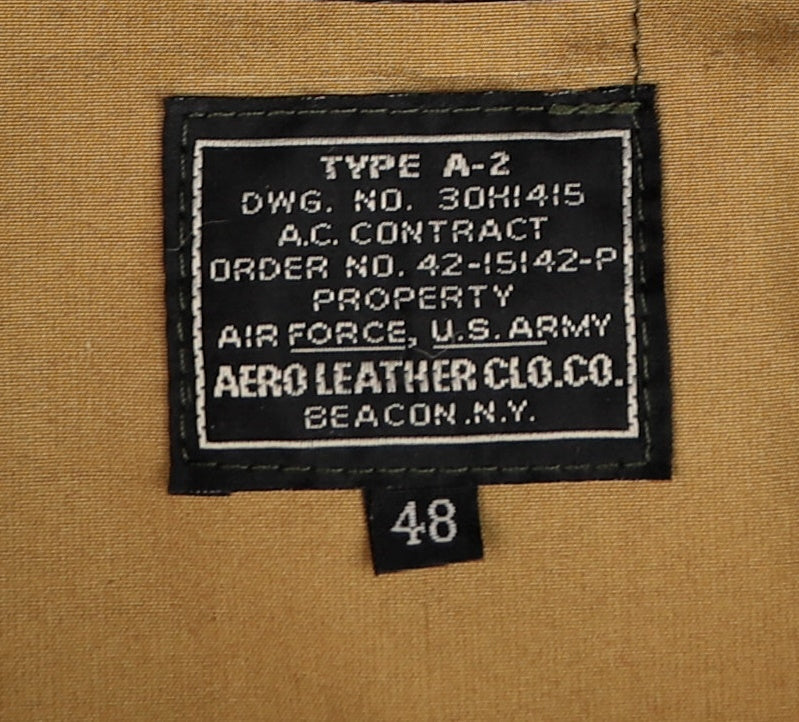 TYPE A-2
DWG. NO. 30H1415
A.C. CONTRACT
ORDER NO. 42-15142-P
PROPERTY
AIR FORCE, U.S. ARMY
AERO LEATHER CLO.CO.
BEACON.N.Y.
48